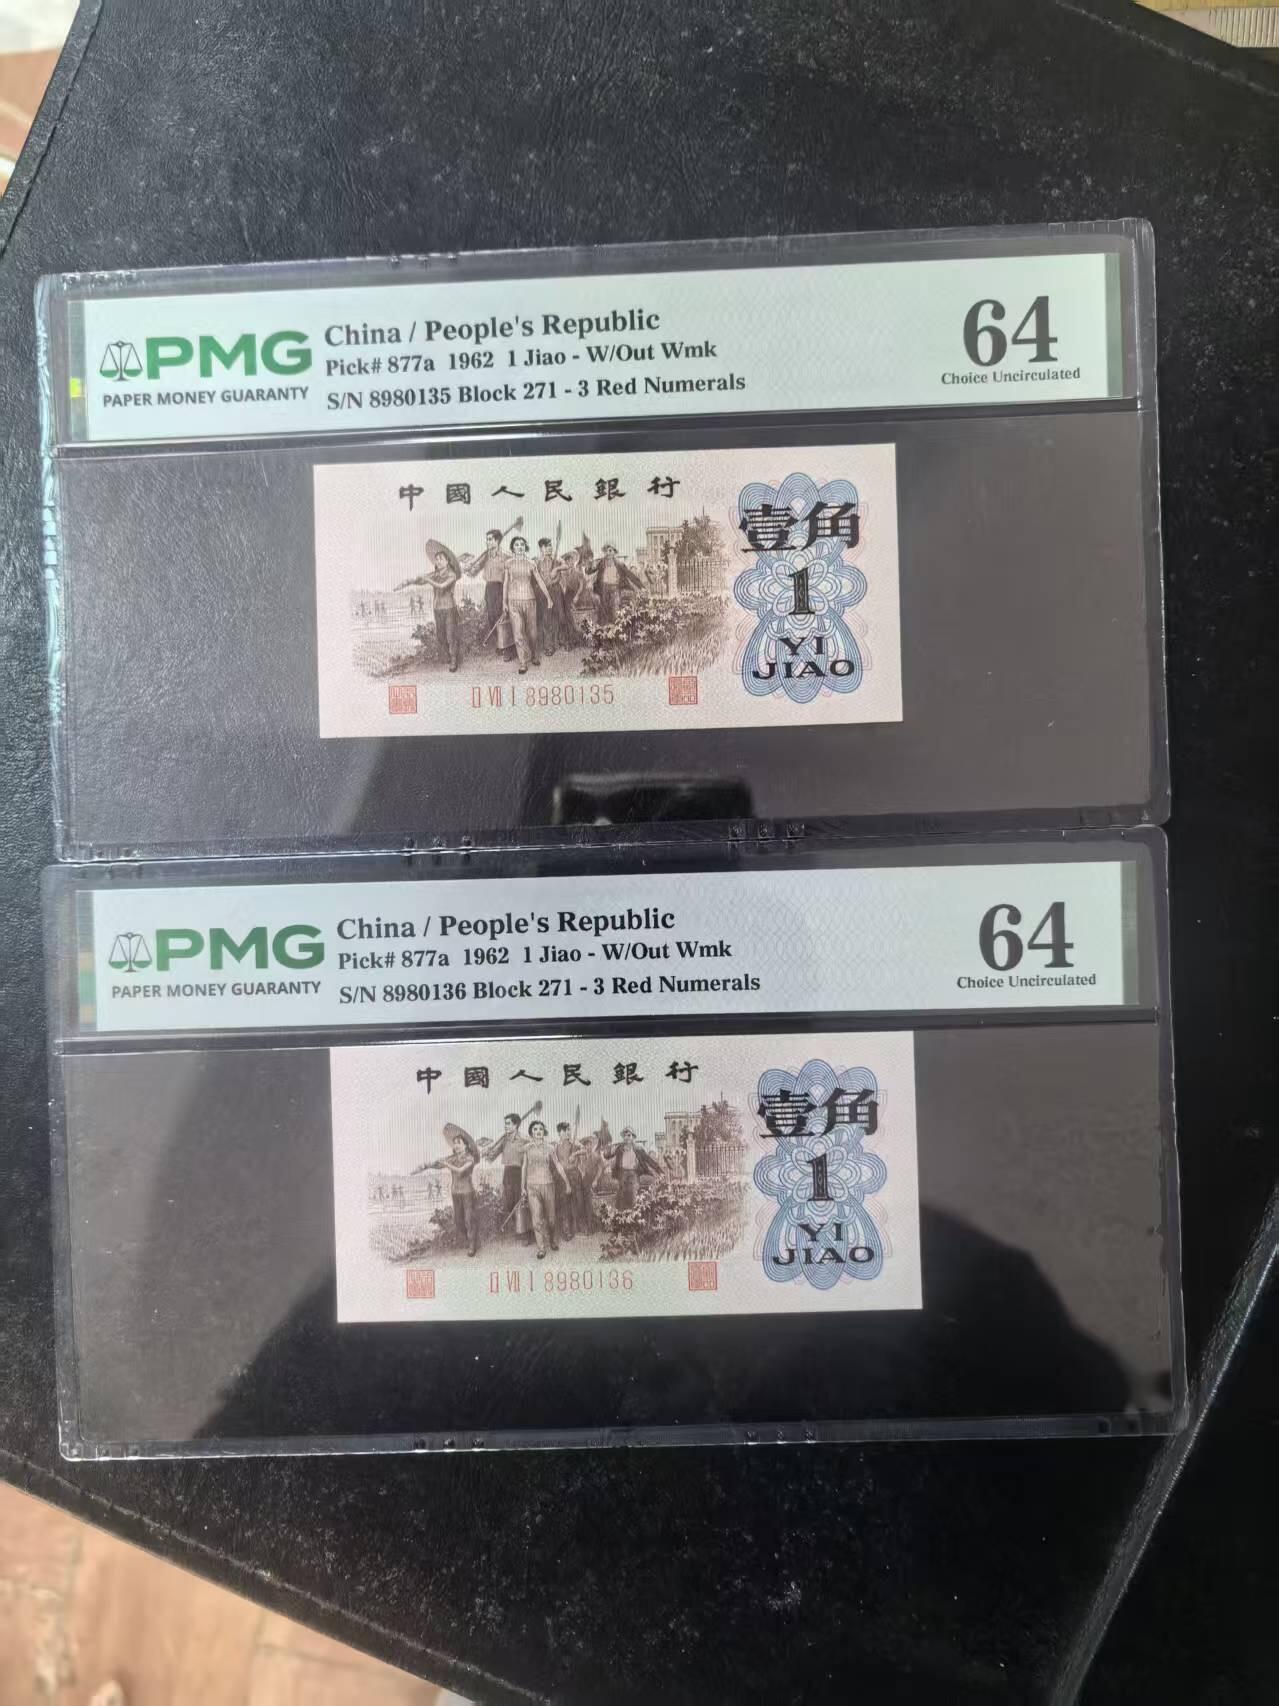 PMG
PAPER MONEY GUARANTY
China / People's Republic
Pick# 877a 1962 1 Jiao - W/Out Wmk
S/N 8980135 Block 271 - 3 Red Numerals
64
Choice Uncirculated
中國人民銀行
壹角
1
YI
JIAO
II VII I 8980135
PMG
PAPER MONEY GUARANTY
China / People's Republic
Pick# 877a 1962 1 Jiao - W/Out Wmk
S/N 8980136 Block 271 - 3 Red Numerals
64
Choice Uncirculated
中國人民銀行
壹角
1
YI
JIAO
II VII I 8980136